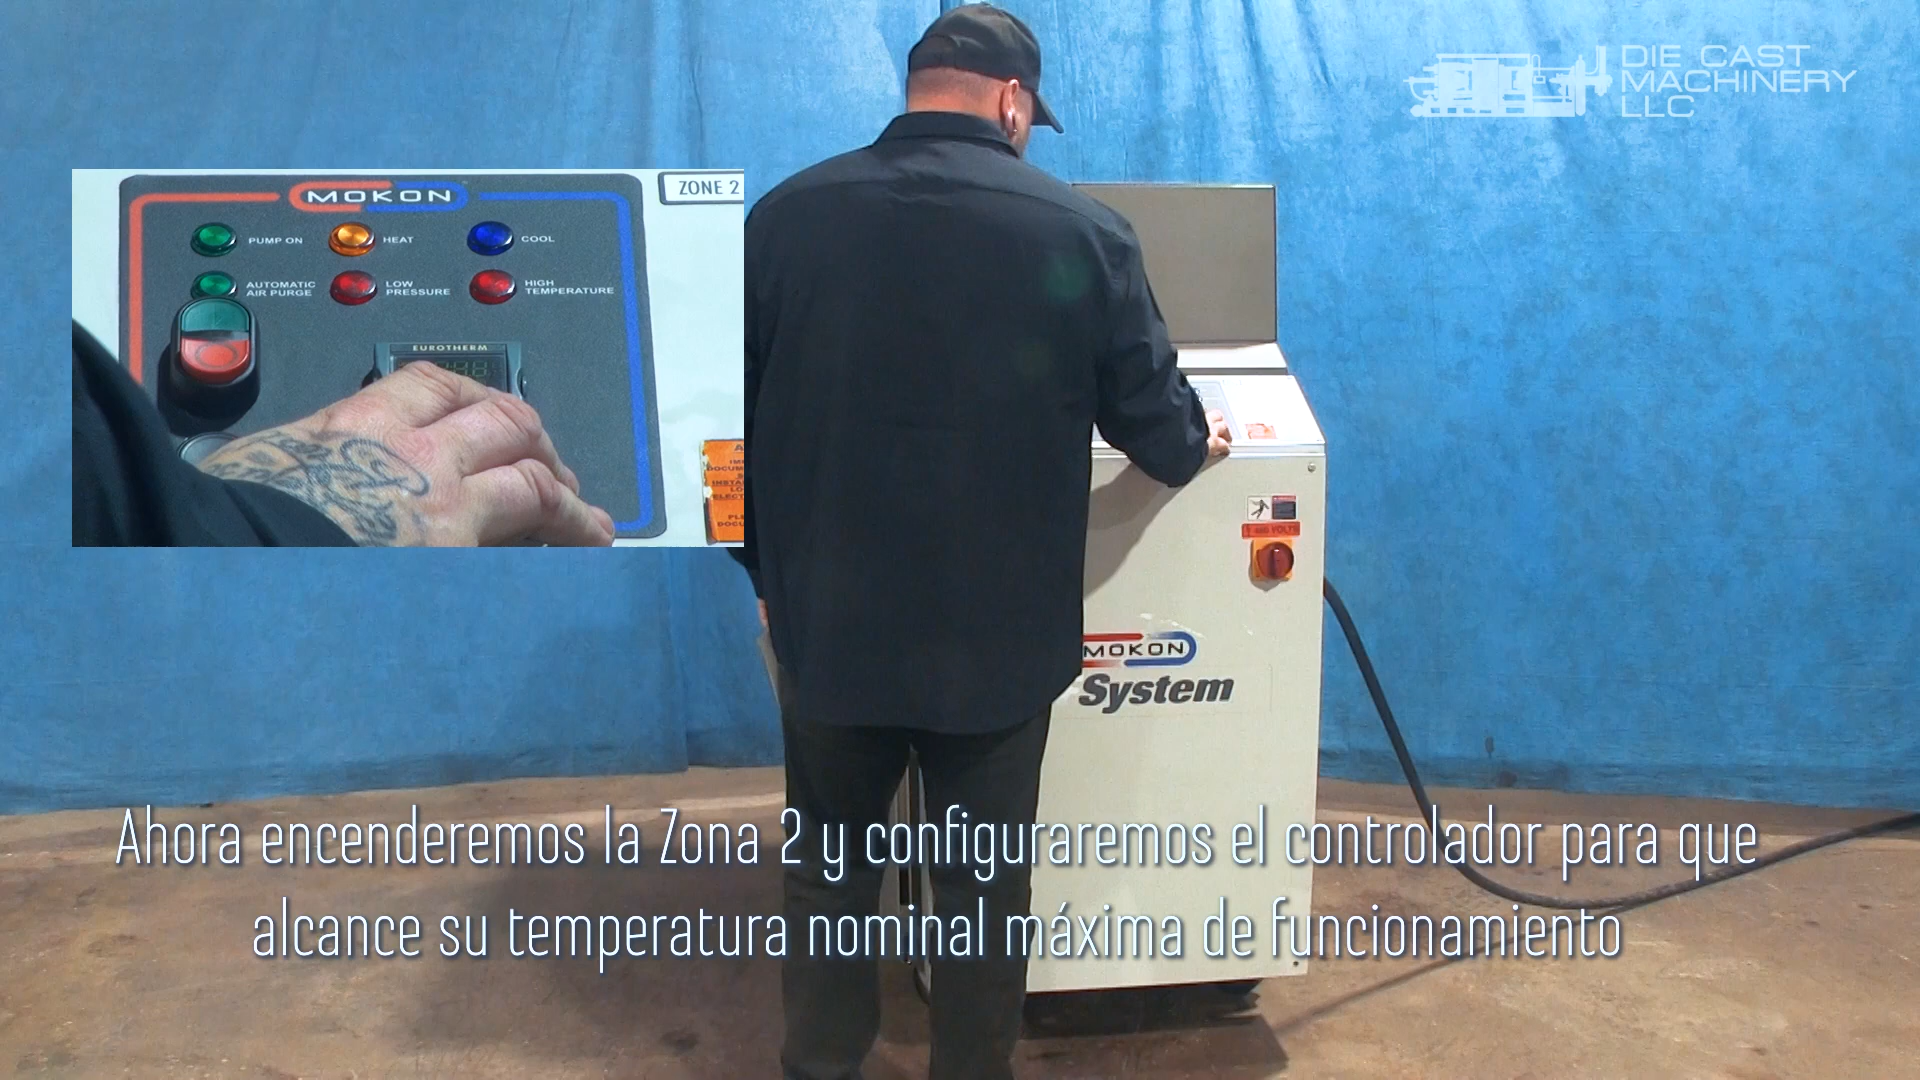 DIE CAST
MACHINERY
LLC
MOKON
ZONE 2
PUMP ON
HEAT
COOL
AUTOMATIC
AIR PURGE
LOW
PRESSURE
HIGH
TEMPERATURE
EUROTHERM
MOKON
System
Ahora encenderemos la Zona 2 y configuraremos el controlador para que
alcance su temperatura nominal máxima de funcionamiento